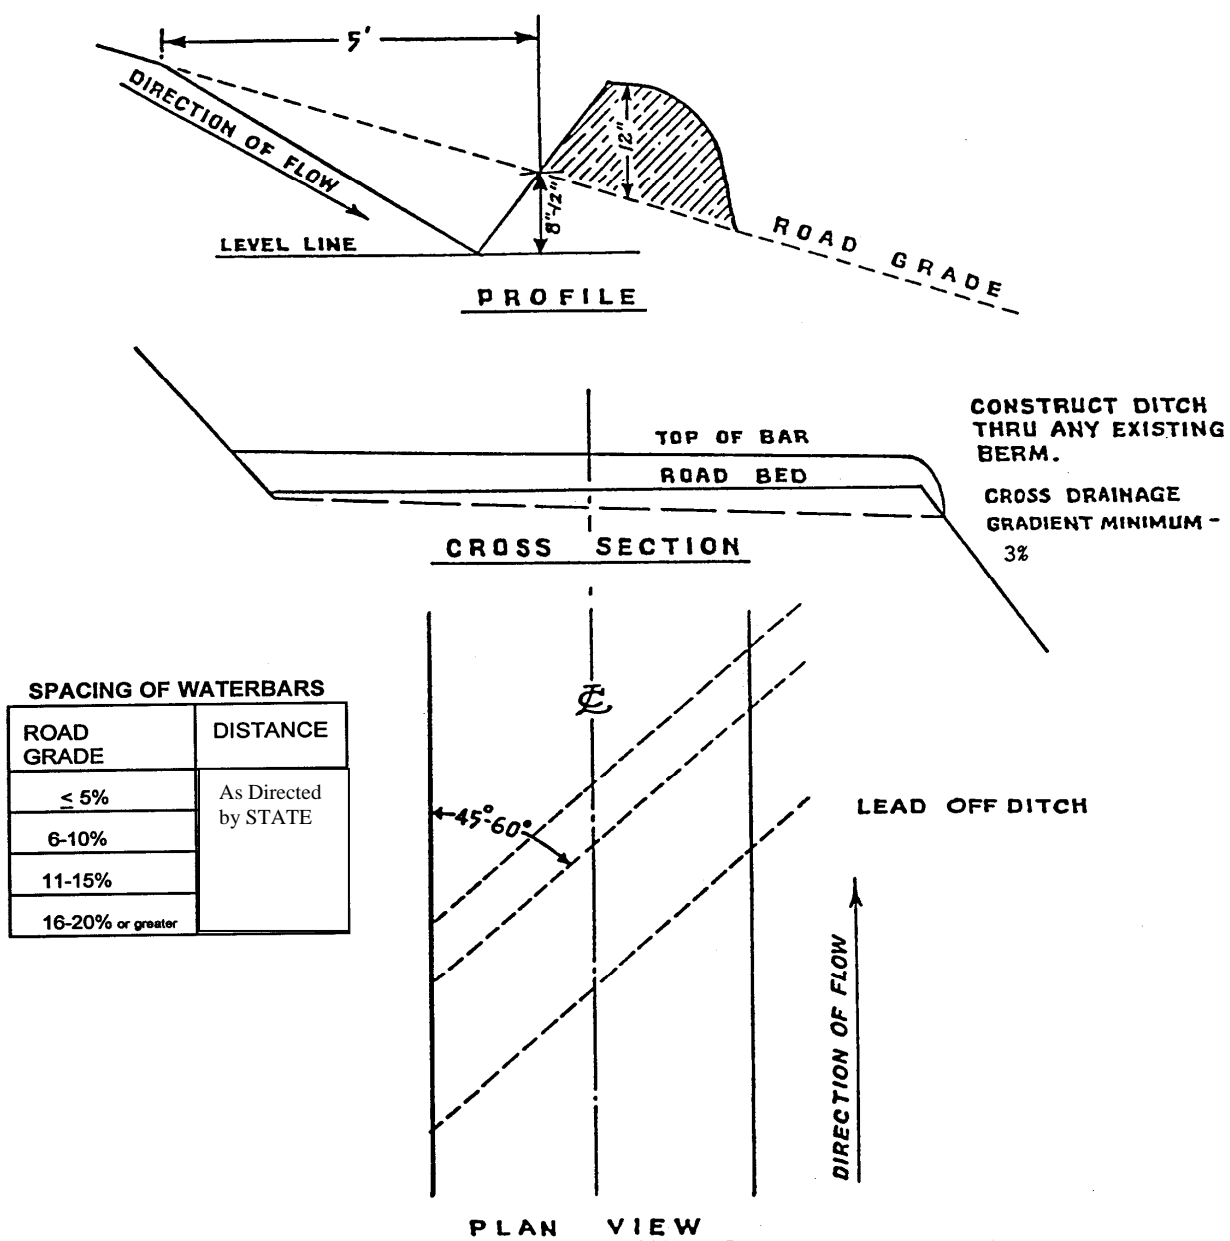 5'
DIRECTION OF FLOW
12"
8"-12"
LEVEL LINE
ROAD GRADE
PROFILE
CONSTRUCT DITCH
THRU ANY EXISTING
BERM.
TOP OF BAR
ROAD BED
CROSS DRAINAGE
GRADIENT MINIMUM -
3%
CROSS SECTION
SPACING OF WATERBARS
ROAD
GRADE
DISTANCE
≤ 5%
As Directed
by STATE
6-10%
11-15%
16-20% or greater
CL
45°-60°
LEAD OFF DITCH
DIRECTION OF FLOW
PLAN VIEW